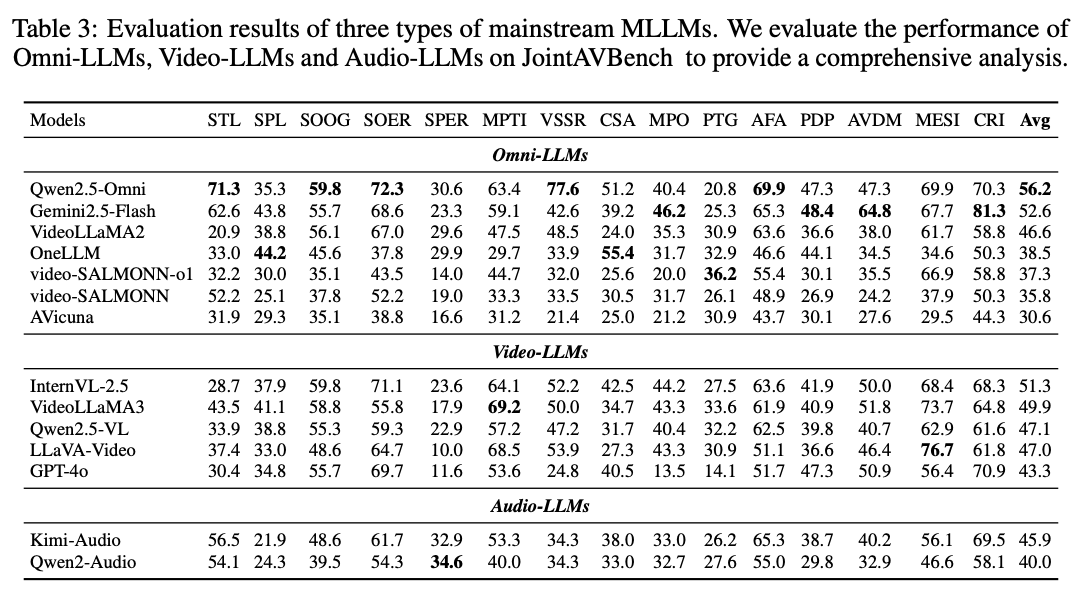 Table 3: Evaluation results of three types of mainstream MLLMs. We evaluate the performance of
Omni-LLMs, Video-LLMs and Audio-LLMs on JointAVBench to provide a comprehensive analysis.
Models STL SPL SOOG SOER SPER MPTI VSSR CSA MPO PTG AFA PDP AVDM MESI CRI Avg
Omni-LLMs
Qwen2.5-Omni 71.3 35.3 59.8 72.3 30.6 63.4 77.6 51.2 40.4 20.8 69.9 47.3 47.3 69.9 70.3 56.2
Gemini2.5-Flash 62.6 43.8 55.7 68.6 23.3 59.1 42.6 39.2 46.2 25.3 65.3 48.4 64.8 67.7 81.3 52.6
VideoLLaMA2 20.9 38.8 56.1 67.0 29.6 47.5 48.5 24.0 35.3 30.9 63.6 36.6 38.0 61.7 58.8 46.6
OneLLM 33.0 44.2 45.6 37.8 29.9 29.7 33.9 55.4 31.7 32.9 46.6 44.1 34.5 34.6 50.3 38.5
video-SALMONN-o1 32.2 30.0 35.1 43.5 14.0 44.7 32.0 25.6 20.0 36.2 55.4 30.1 35.5 66.9 58.8 37.3
video-SALMONN 52.2 25.1 37.8 52.2 19.0 33.3 33.5 30.5 31.7 26.1 48.9 26.9 24.2 37.9 50.3 35.8
AVicuna 31.9 29.3 35.1 38.8 16.6 31.2 21.4 25.0 21.2 30.9 43.7 30.1 27.6 29.5 44.3 30.6
Video-LLMs
InternVL-2.5 28.7 37.9 59.8 71.1 23.6 64.1 52.2 42.5 44.2 27.5 63.6 41.9 50.0 68.4 68.3 51.3
VideoLLaMA3 43.5 41.1 58.8 55.8 17.9 69.2 50.0 34.7 43.3 33.6 61.9 40.9 51.8 73.7 64.8 49.9
Qwen2.5-VL 33.9 38.8 55.3 59.3 22.9 57.2 47.2 31.7 40.4 32.2 62.5 39.8 40.7 62.9 61.6 47.1
LLaVA-Video 37.4 33.0 48.6 64.7 10.0 68.5 53.9 27.3 43.3 30.9 51.1 36.6 46.4 76.7 61.8 47.0
GPT-4o 30.4 34.8 55.7 69.7 11.6 53.6 24.8 40.5 13.5 14.1 51.7 47.3 50.9 56.4 70.9 43.3
Audio-LLMs
Kimi-Audio 56.5 21.9 48.6 61.7 32.9 53.3 34.3 38.0 33.0 26.2 65.3 38.7 40.2 56.1 69.5 45.9
Qwen2-Audio 54.1 24.3 39.5 54.3 34.6 40.0 34.3 33.0 32.7 27.6 55.0 29.8 32.9 46.6 58.1 40.0